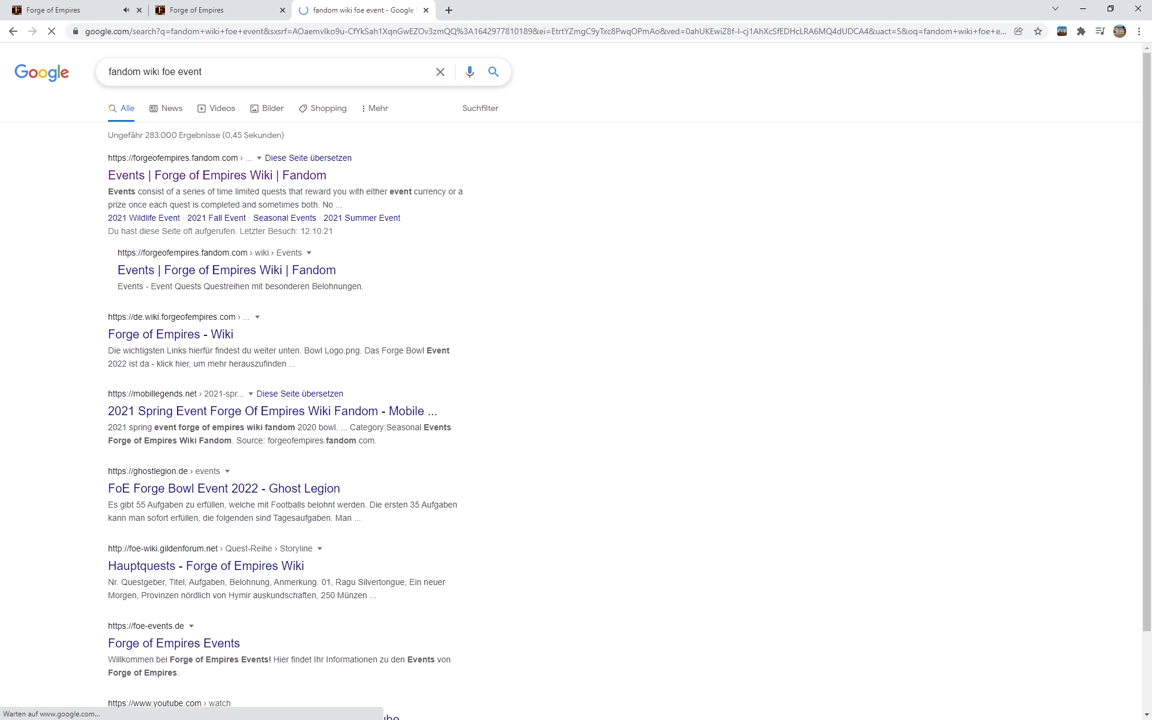 Forge of Empires
Forge of Empires
fandom wiki foe event - Google
google.com/search?q=fandom+wiki+foe+event&sxsrf=AOaemvIko9u-CfYkSah1XqnGwEZOv3zmQQ%3A1642977810189&ei=EtrtYZmgC9yTxc8PwqOPmAo&ved=0ahUKEwiZ8f-I-cj1AhXcSfEDHcLRA6MQ4dUDCA4&uact=5&oq=fandom+wiki+foe+e...
Google
fandom wiki foe event
Alle News Videos Bilder Shopping Mehr Suchfilter
Ungefähr 283.000 Ergebnisse (0,45 Sekunden)
https://forgeofempires.fandom.com › ... Diese Seite übersetzen
Events | Forge of Empires Wiki | Fandom
Events consist of a series of time limited quests that reward you with either event currency or a
prize once each quest is completed and sometimes both. No ...
2021 Wildlife Event · 2021 Fall Event · Seasonal Events · 2021 Summer Event
Du hast diese Seite oft aufgerufen. Letzter Besuch: 12.10.21
https://forgeofempires.fandom.com › wiki › Events
Events | Forge of Empires Wiki | Fandom
Events - Event Quests Questreihen mit besonderen Belohnungen.
https://de.wiki.forgeofempires.com › ...
Forge of Empires - Wiki
Die wichtigsten Links hierfür findest du weiter unten. Bowl Logo.png. Das Forge Bowl Event
2022 ist da - klick hier, um mehr herauszufinden ...
https://mobillegends.net › 2021-spr... Diese Seite übersetzen
2021 Spring Event Forge Of Empires Wiki Fandom - Mobile ...
2021 spring event forge of empires wiki fandom 2020 bowl. ... Category:Seasonal Events
Forge of Empires Wiki Fandom. Source: forgeofempires.fandom.com.
https://ghostlegion.de › events
FoE Forge Bowl Event 2022 - Ghost Legion
Es gibt 55 Aufgaben zu erfüllen, welche mit Footballs belohnt werden. Die ersten 35 Aufgaben
kann man sofort erfüllen, die folgenden sind Tagesaufgaben. Man ...
http://foe-wiki.gildenforum.net › Quest-Reihe › Storyline
Hauptquests - Forge of Empires Wiki
Nr. Questgeber, Titel, Aufgaben, Belohnung, Anmerkung. 01, Ragu Silvertongue, Ein neuer
Morgen, Provinzen nördlich von Hymir auskundschaften, 250 Münzen ...
https://foe-events.de
Forge of Empires Events
Willkommen bei Forge of Empires Events! Hier findet Ihr Informationen zu den Events von
Forge of Empires.
https://www.youtube.com › watch
Warten auf www.google.com...